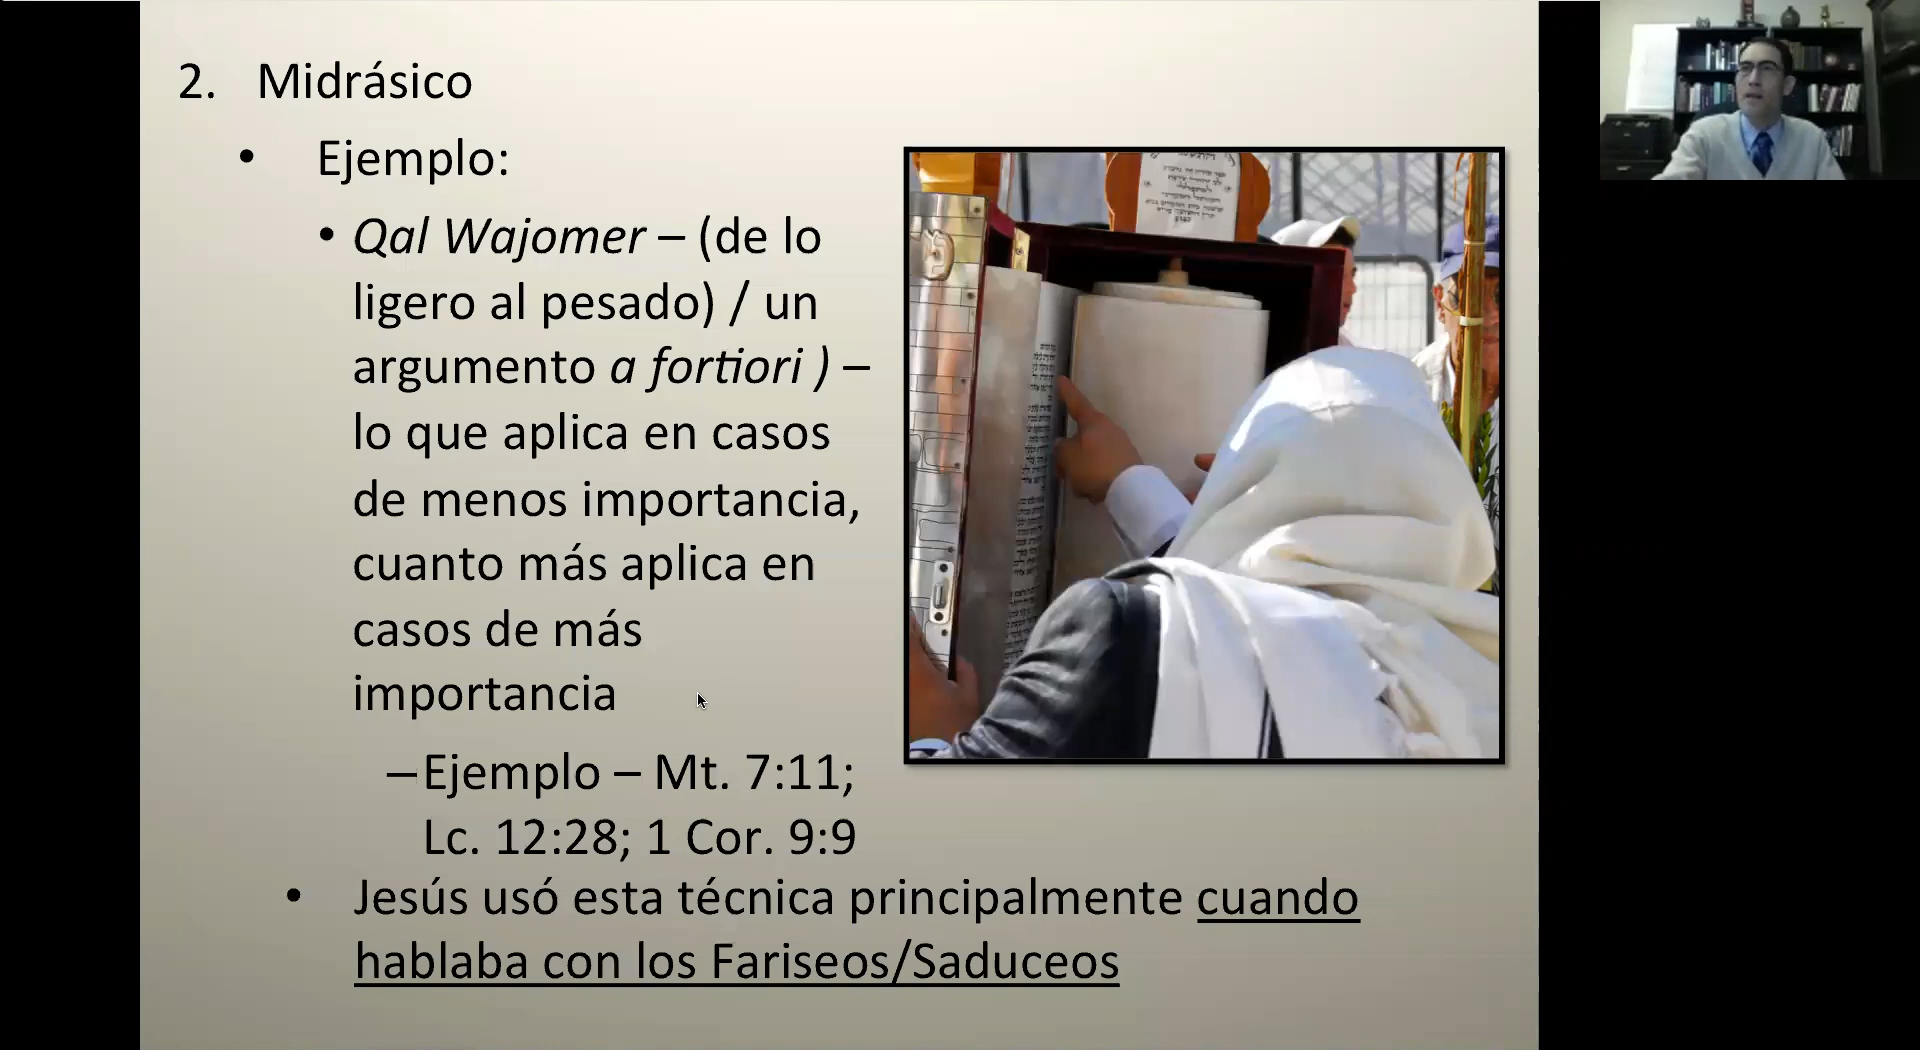 2. Midrásico
• Ejemplo:
• Qal Wajomer – (de lo
ligero al pesado) / un
argumento a fortiori ) –
lo que aplica en casos
de menos importancia,
cuanto más aplica en
casos de más
importancia
– Ejemplo – Mt. 7:11;
Lc. 12:28; 1 Cor. 9:9
• Jesús usó esta técnica principalmente cuando
hablaba con los Fariseos/Saduceos